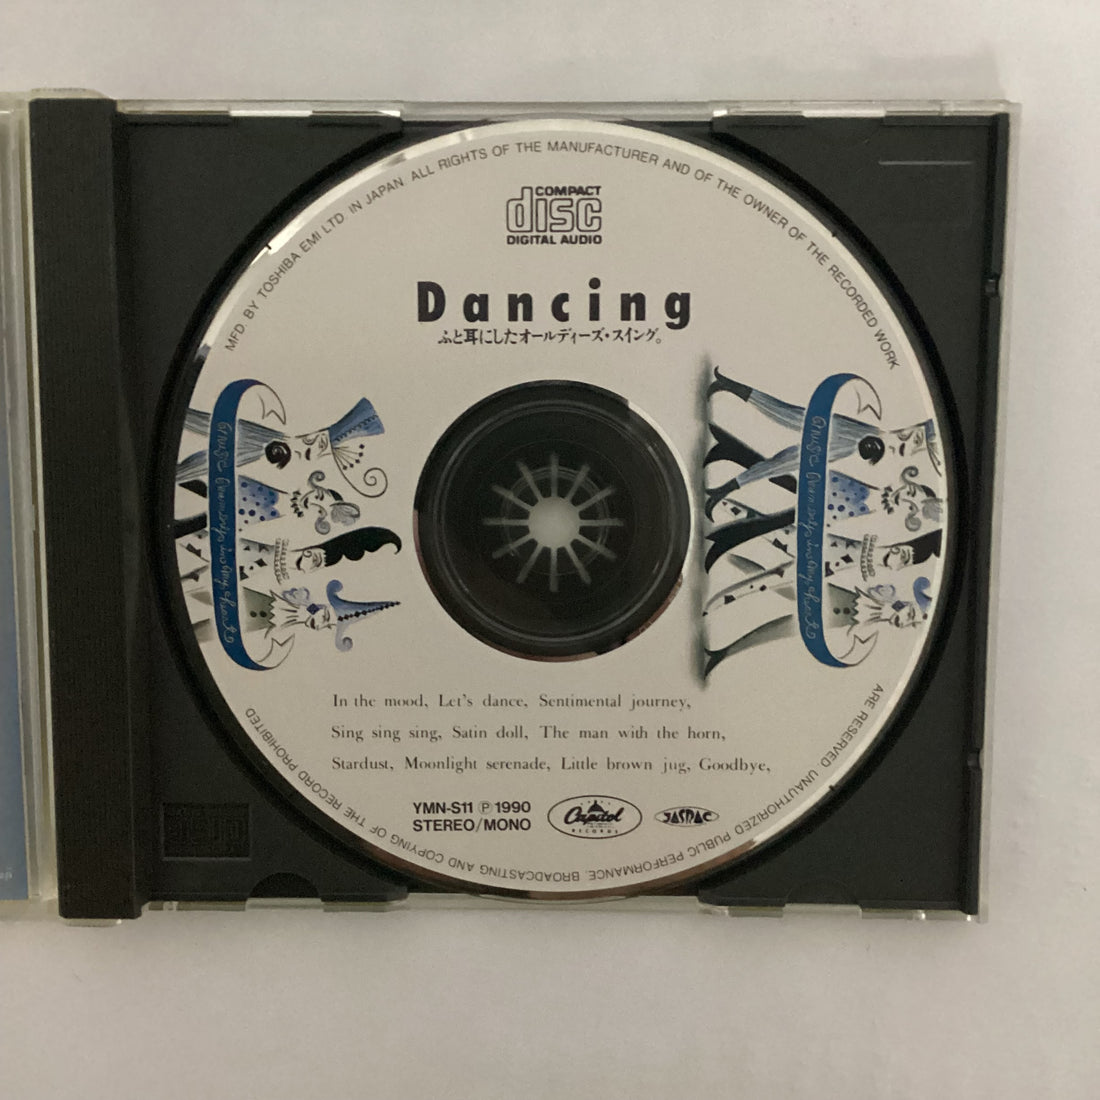 MFD BY TOSHIBA EMI LTD IN JAPAN ALL RIGHTS OF THE MANUFACTURER AND OF THE OWNER OF THE RECORDED WORK
ARE RESERVED. UNAUTHORIZED PUBLIC PERFORMANCE, BROADCASTING AND COPYING OF THE RECORD PROHIBITED
COMPACT
disc
DIGITAL AUDIO
Dancing
ふと耳にしたオールディーズ・スイング。
In the mood, Let's dance, Sentimental journey,
Sing sing sing, Satin doll, The man with the horn,
Stardust, Moonlight serenade, Little brown jug, Goodbye,
YMN-S11 Ⓟ 1990
STEREO/MONO
Capitol
RECORDS
JASRAC